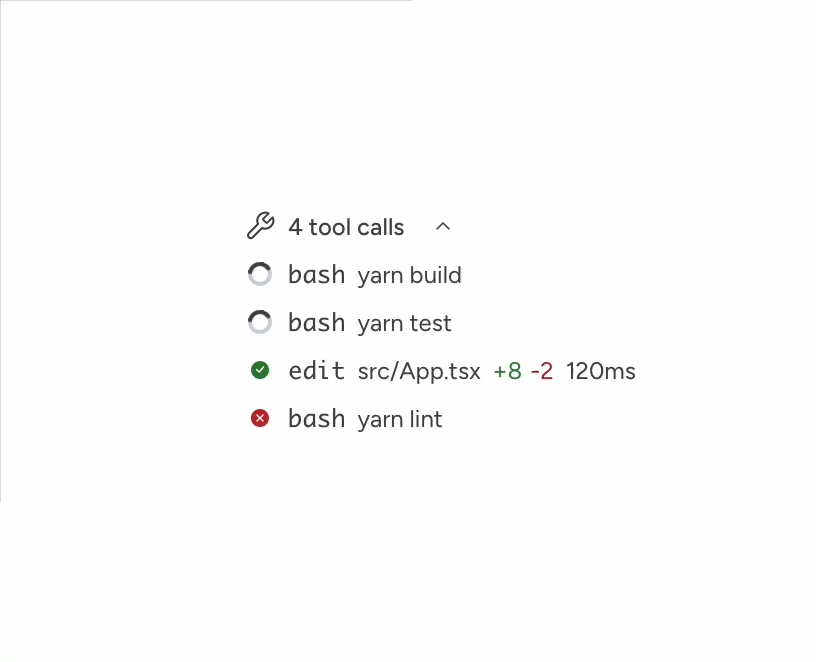 4 tool calls
bash yarn build
bash yarn test
edit src/App.tsx +8 -2 120ms
bash yarn lint